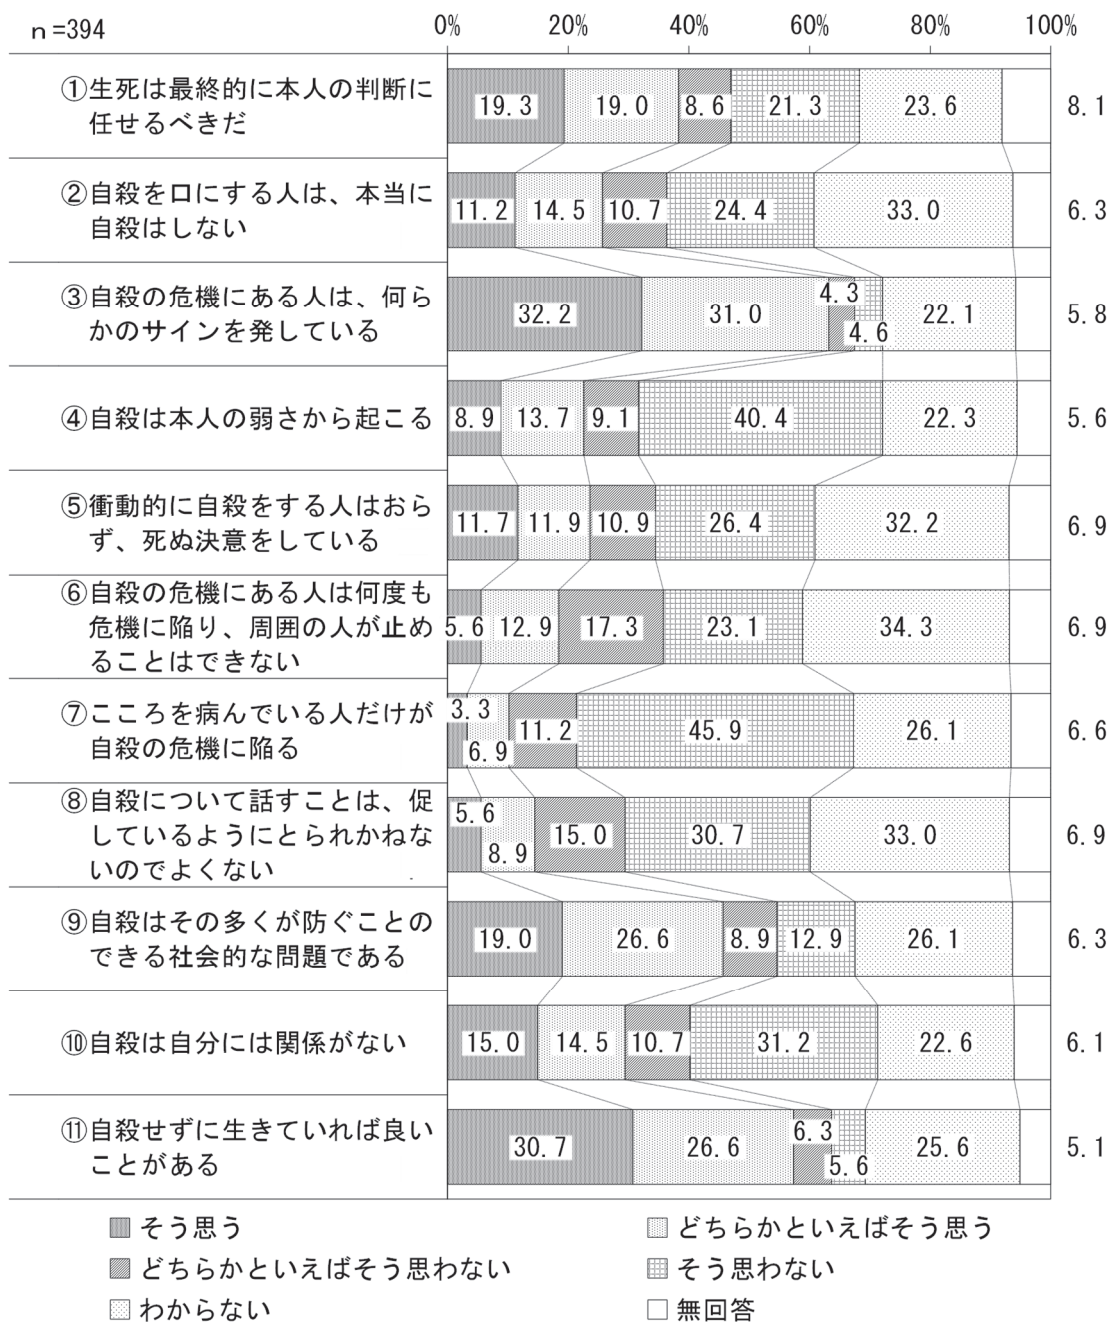 n=394
0% 20% 40% 60% 80% 100%
①生死は最終的に本人の判断に
任せるべきだ
19.3 19.0 8.6 21.3 23.6 8.1
②自殺を口にする人は、本当に
自殺はしない
11.2 14.5 10.7 24.4 33.0 6.3
③自殺の危機にある人は、何ら
かのサインを発している
32.2 31.0 4.3 4.6 22.1 5.8
④自殺は本人の弱さから起こる
8.9 13.7 9.1 40.4 22.3 5.6
⑤衝動的に自殺をする人はおら
ず、死ぬ決意をしている
11.7 11.9 10.9 26.4 32.2 6.9
⑥自殺の危機にある人は何度も
危機に陥り、周囲の人が止め
ることはできない
5.6 12.9 17.3 23.1 34.3 6.9
⑦こころを病んでいる人だけが
自殺の危機に陥る
3.3 6.9 11.2 45.9 26.1 6.6
⑧自殺について話すことは、促
しているようにとられかねな
いのでよくない
5.6 8.9 15.0 30.7 33.0 6.9
⑨自殺はその多くが防ぐことの
できる社会的な問題である
19.0 26.6 8.9 12.9 26.1 6.3
⑩自殺は自分には関係がない
15.0 14.5 10.7 31.2 22.6 6.1
⑪自殺せずに生きていれば良い
ことがある
30.7 26.6 6.3 5.6 25.6 5.1
そう思う どちらかといえばそう思う
どちらかといえばそう思わない そう思わない
わからない 無回答